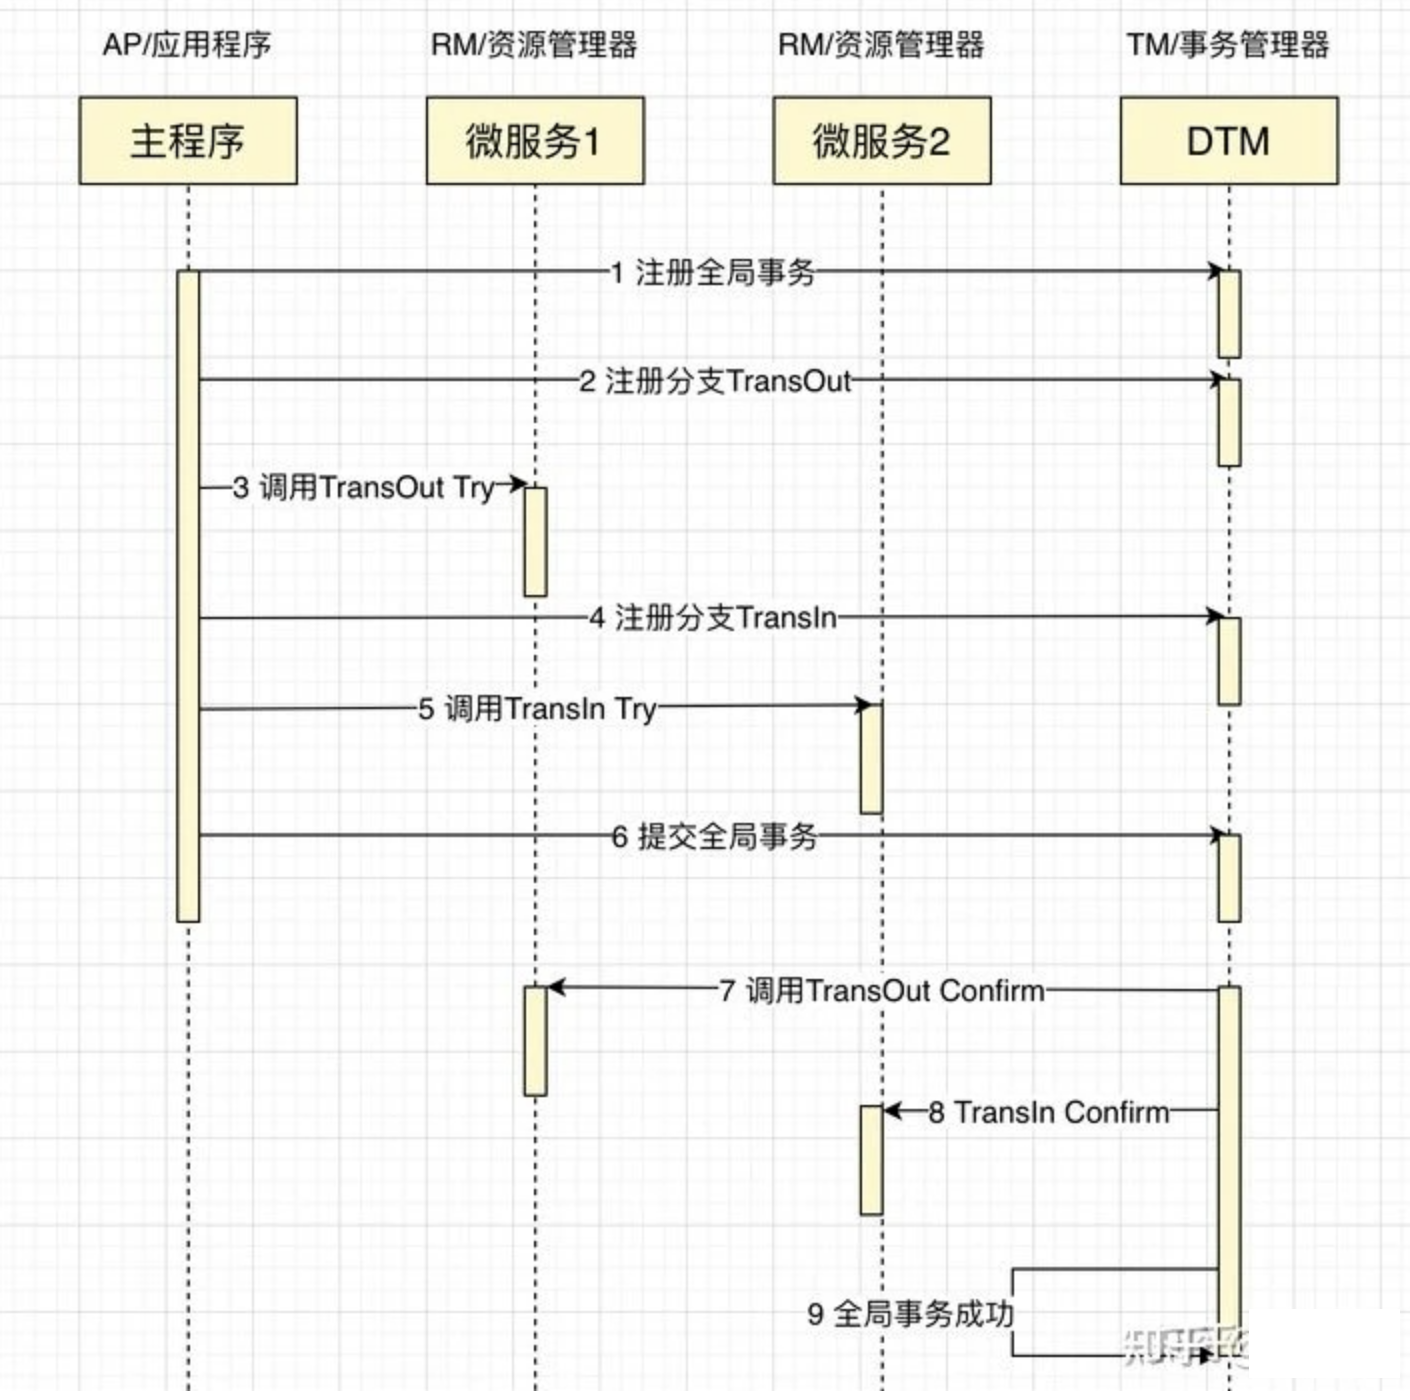 AP/应用程序
RM/资源管理器
RM/资源管理器
TM/事务管理器
主程序
微服务1
微服务2
DTM
1 注册全局事务
2 注册分支TransOut
3 调用TransOut Try
4 注册分支TransIn
5 调用TransIn Try
6 提交全局事务
7 调用TransOut Confirm
8 TransIn Confirm
9 全局事务成功
知乎